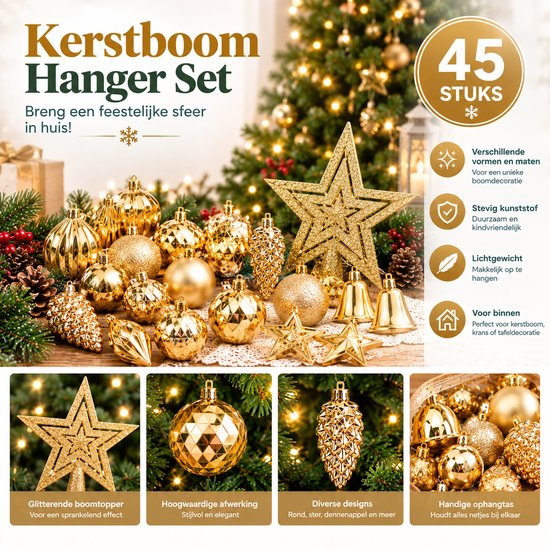 Kerstboom
Hanger Set
Breng een feestelijke sfeer
in huis!
45
STUKS
Verschillende
vormen en maten
Voor een unieke
boomdecoratie
Stevig kunststof
Duurzaam en
kindvriendelijk
Lichtgewicht
Makkelijk op te
hangen
Voor binnen
Perfect voor kerstboom,
krans of tafeldecoratie
Glitterende boomtopper
Voor een sprankelend effect
Hoogwaardige afwerking
Stijlvol en elegant
Diverse designs
Rond, ster, dennenappel en meer
Handige ophangtas
Houdt alles netjes bij elkaar